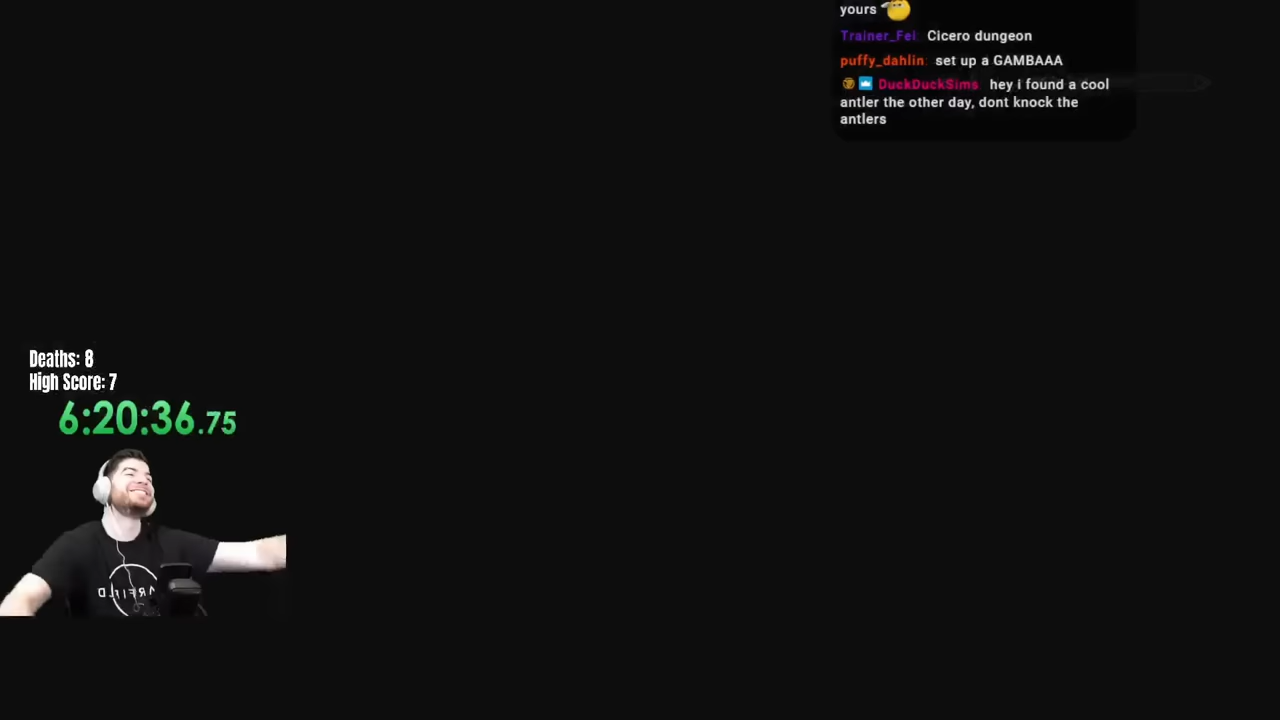 yours
Trainer_Fei: Cicero dungeon
puffy_dahlin: set up a GAMBAAA
DuckDuckSims hey i found a cool
antler the other day, dont knock the
antlers
Deaths: 8
High Score: 7
6:20:36.75